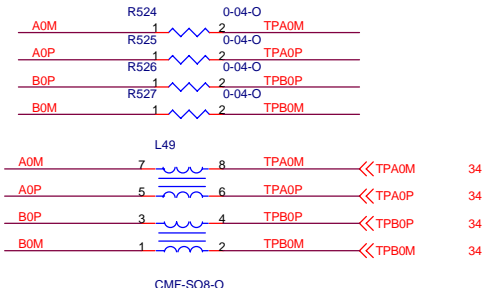 R524 0-04-O
A0M 1 2 TPA0M
R525 0-04-O
A0P 1 2 TPA0P
R526 0-04-O
B0P 1 2 TPB0P
R527 0-04-O
B0M 1 2 TPB0M
L49
A0M 7 8 TPA0M TPA0M 34
A0P 5 6 TPA0P TPA0P 34
B0P 3 4 TPB0P TPB0P 34
B0M 1 2 TPB0M TPB0M 34
CMF-SO8-O